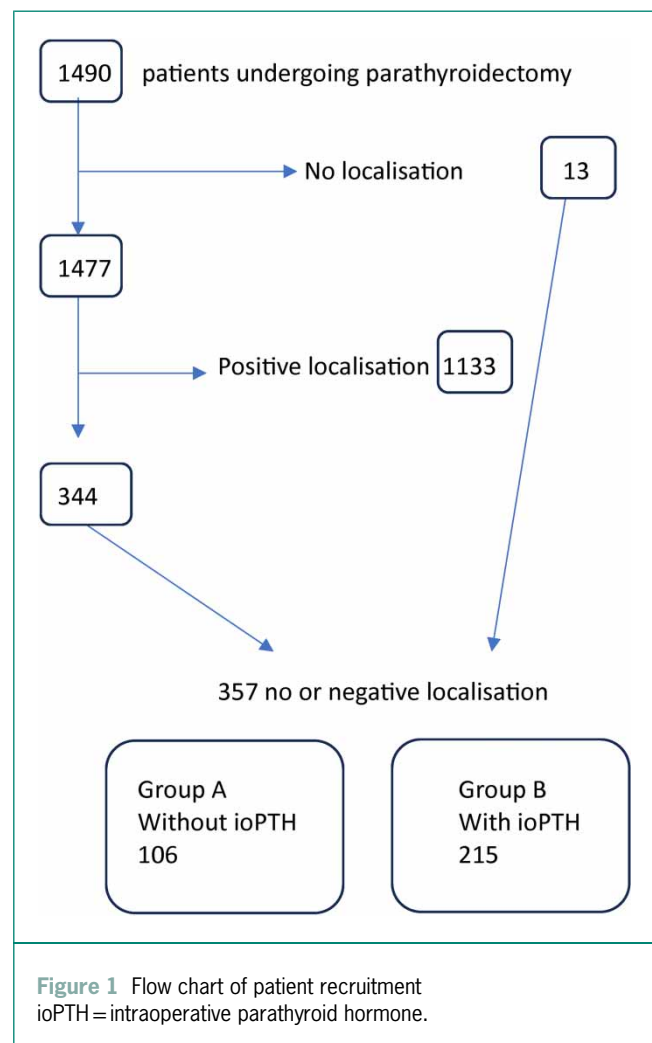 1490 patients undergoing parathyroidectomy
No localisation 13
1477
Positive localisation 1133
344
357 no or negative localisation
Group A
Without ioPTH
106
Group B
With ioPTH
215
Figure 1 Flow chart of patient recruitment
ioPTH=intraoperative parathyroid hormone.